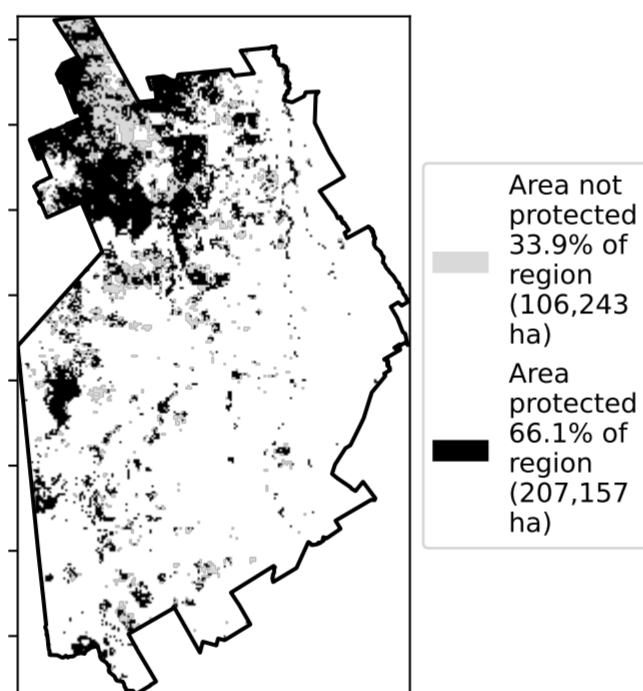 Area not
protected
33.9% of
region
(106,243
ha)
Area
protected
66.1% of
region
(207,157
ha)